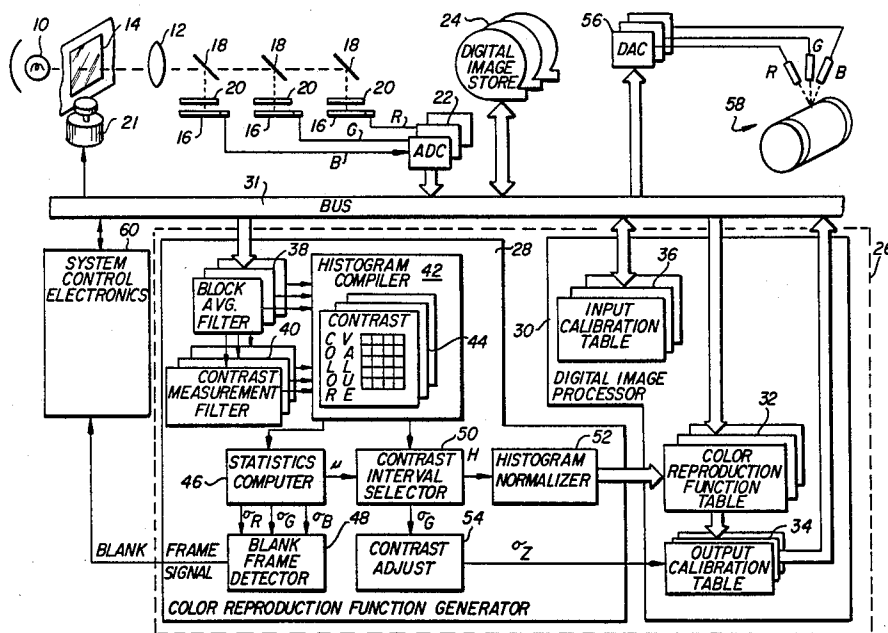 10
14
12
18
18
18
24
DIGITAL
IMAGE
STORE
56
DAC
R
G
B
58
20
20
20
16
16
16
21
22
R
G
B
ADC
31
BUS
60
SYSTEM
CONTROL
ELECTRONICS
38
BLOCK
AVG.
FILTER
HISTOGRAM
COMPILER
42
28
26
36
30
INPUT
CALIBRATION
TABLE
40
CONTRAST
MEASUREMENT
FILTER
CONTRAST
COLOR
VALUE
44
DIGITAL IMAGE
PROCESSOR
32
46
STATISTICS
COMPUTER
μ
50
CONTRAST
INTERVAL
SELECTOR
H
52
HISTOGRAM
NORMALIZER
COLOR
REPRODUCTION
FUNCTION
TABLE
σR
σG
σB
48
σG
54
34
BLANK FRAME
SIGNAL
BLANK
FRAME
DETECTOR
CONTRAST
ADJUST
σZ
OUTPUT
CALIBRATION
TABLE
COLOR REPRODUCTION FUNCTION GENERATOR